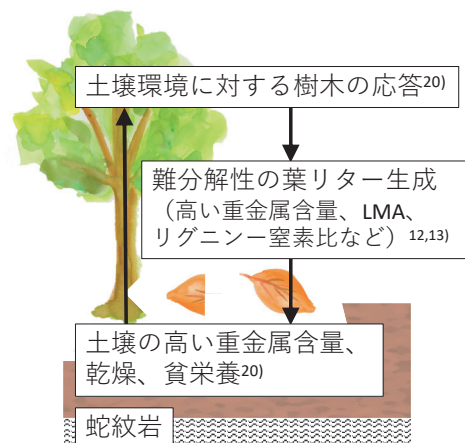 土壌環境に対する樹木の応答20)
難分解性の葉リター生成
（高い重金属含量、LMA、
リグニンー窒素比など）12,13)
土壌の高い重金属含量、
乾燥、貧栄養20)
蛇紋岩